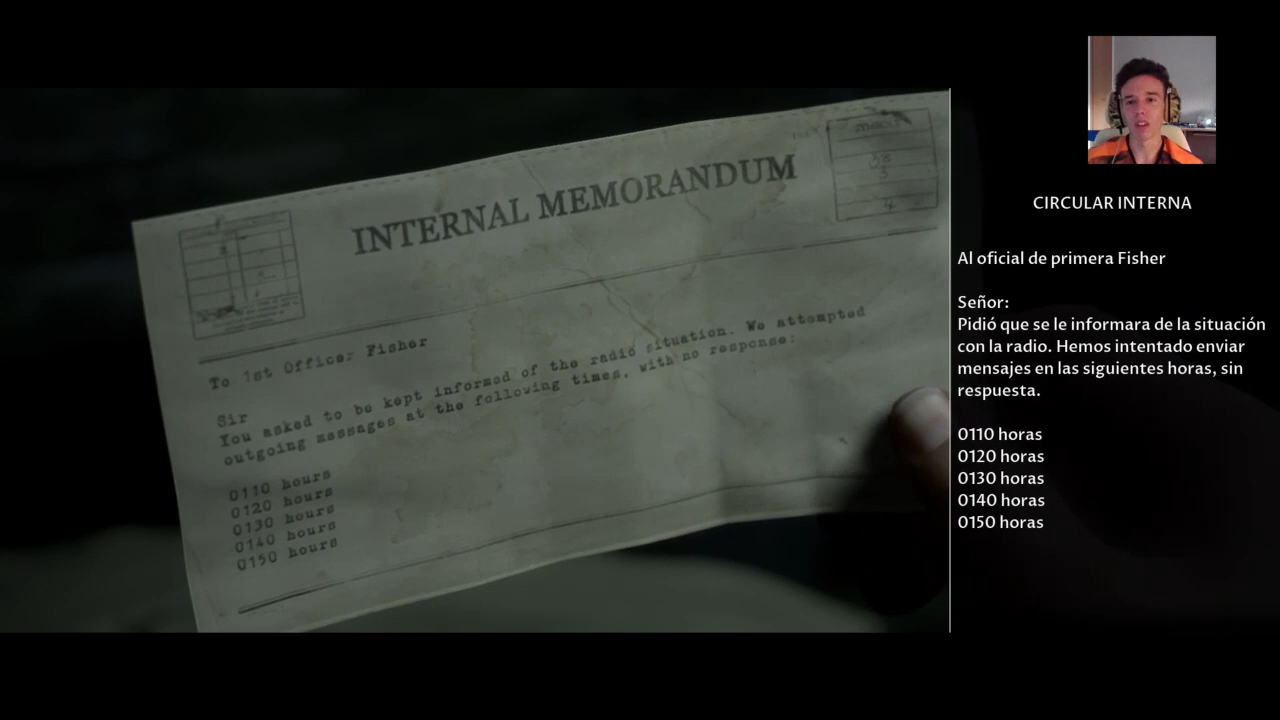 INTERNAL MEMORANDUM
To 1st Officer Fisher
Sir
You asked to be kept informed of the radio situation. We attempted
outgoing messages at the following times, with no response:
0110 hours
0120 hours
0130 hours
0140 hours
0150 hours
CIRCULAR INTERNA
Al oficial de primera Fisher
Señor:
Pidió que se le informara de la situación
con la radio. Hemos intentado enviar
mensajes en las siguientes horas, sin
respuesta.
0110 horas
0120 horas
0130 horas
0140 horas
0150 horas